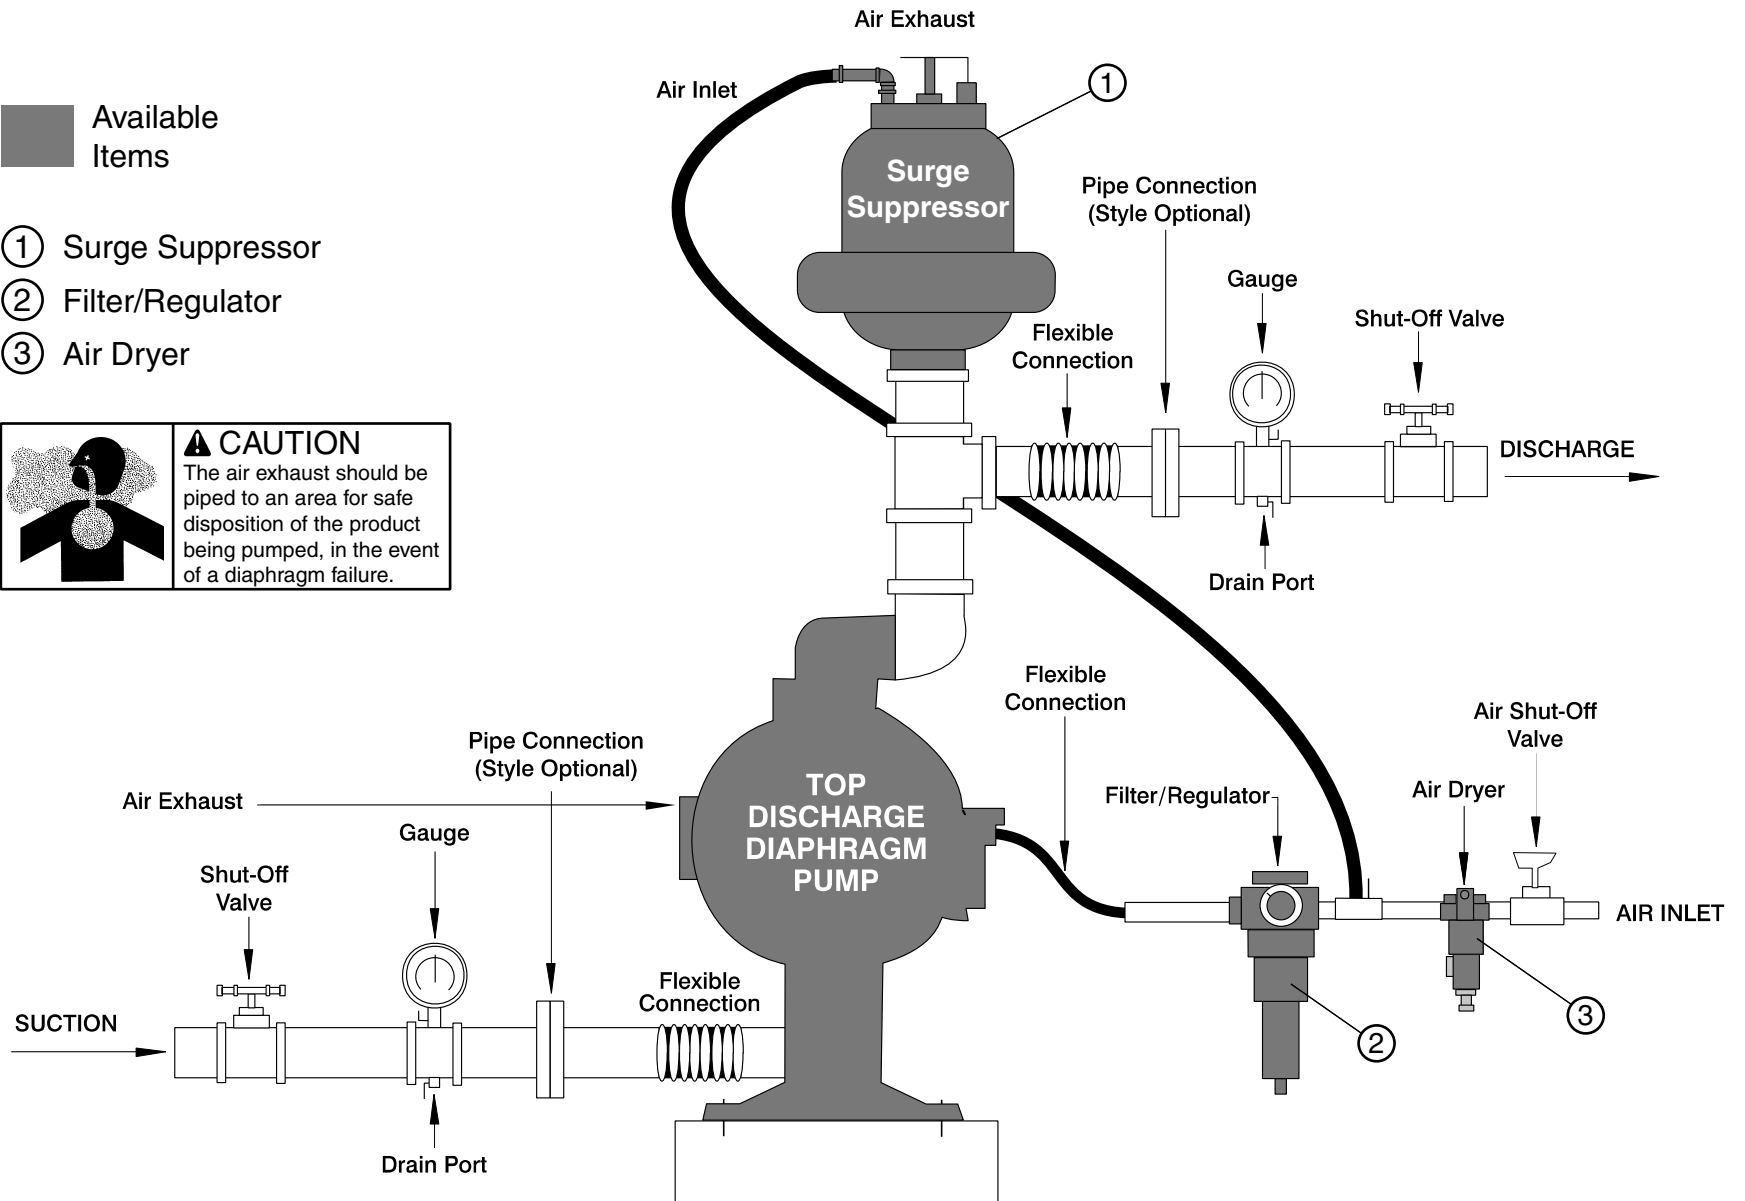 Air Exhaust
Air Inlet
1
Available
Items
1 Surge Suppressor
2 Filter/Regulator
3 Air Dryer
CAUTION
The air exhaust should be
piped to an area for safe
disposition of the product
being pumped, in the event
of a diaphragm failure.
Surge
Suppressor
Pipe Connection
(Style Optional)
Gauge
Shut-Off Valve
Flexible
Connection
DISCHARGE
Drain Port
Flexible
Connection
Air Shut-Off
Valve
Air Dryer
Filter/Regulator
AIR INLET
3
2
TOP
DISCHARGE
DIAPHRAGM
PUMP
Pipe Connection
(Style Optional)
Air Exhaust
Gauge
Shut-Off
Valve
Flexible
Connection
SUCTION
Drain Port